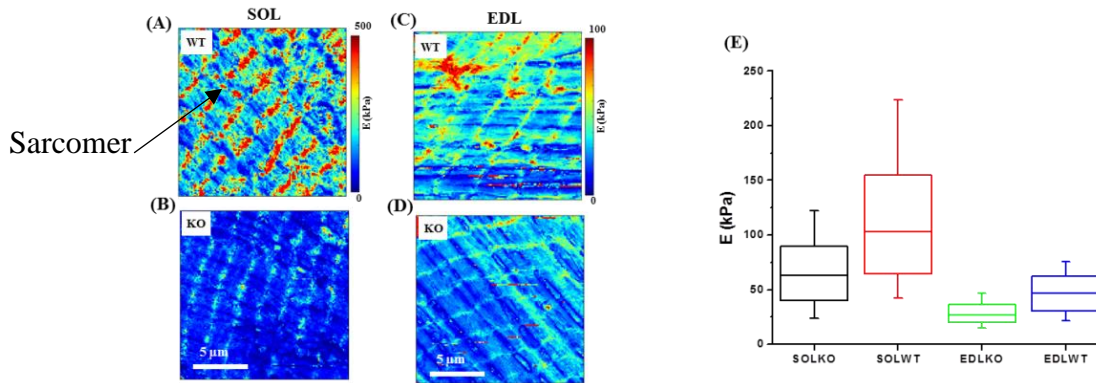 SOL
EDL
(A)
WT
500
E (kPa)
0
(C)
WT
100
E (kPa)
0
Sarcomer
(B)
KO
5 µm
(D)
KO
5 µm
(E)
E (kPa)
250
200
150
100
50
0
SOLKO SOLWT EDLKO EDLWT